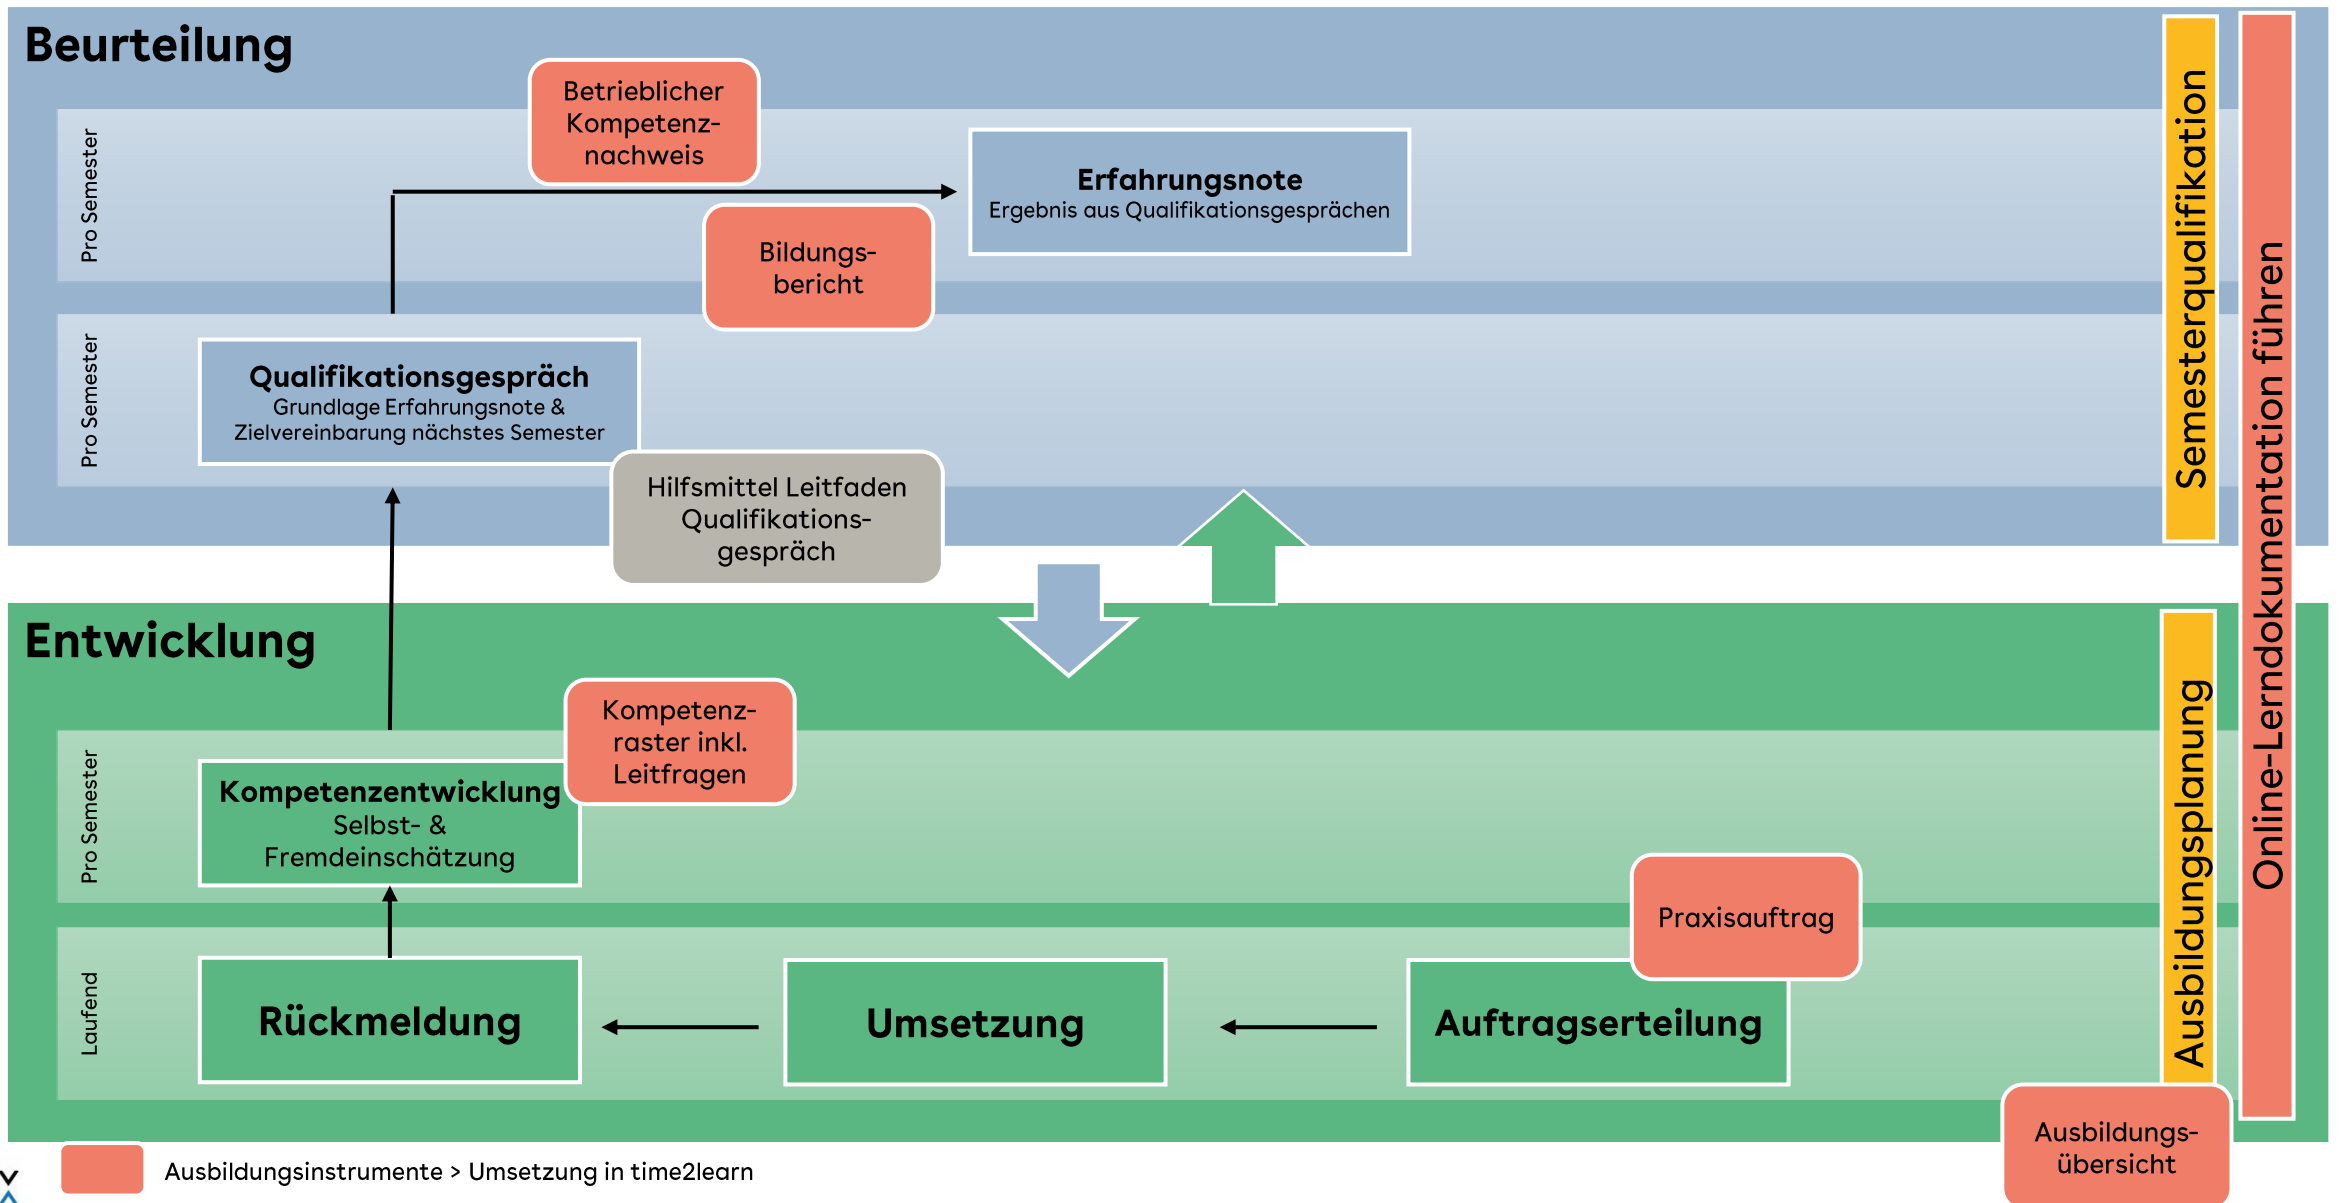 Beurteilung
Pro Semester
Betrieblicher
Kompetenz-
nachweis
Bildungs-
bericht
Erfahrungsnote
Ergebnis aus Qualifikationsgesprächen
Pro Semester
Qualifikationsgespräch
Grundlage Erfahrungsnote &
Zielvereinbarung nächstes Semester
Hilfsmittel Leitfaden
Qualifikations-
gespräch
Semesterqualifikation
Online-Lerndokumentation führen
Entwicklung
Pro Semester
Kompetenzentwicklung
Selbst- &
Fremdeinschätzung
Kompetenz-
raster inkl.
Leitfragen
Laufend
Rückmeldung
Umsetzung
Auftragserteilung
Praxisauftrag
Ausbildungsplanung
Ausbildungs-
übersicht
Ausbildungsinstrumente > Umsetzung in time2learn